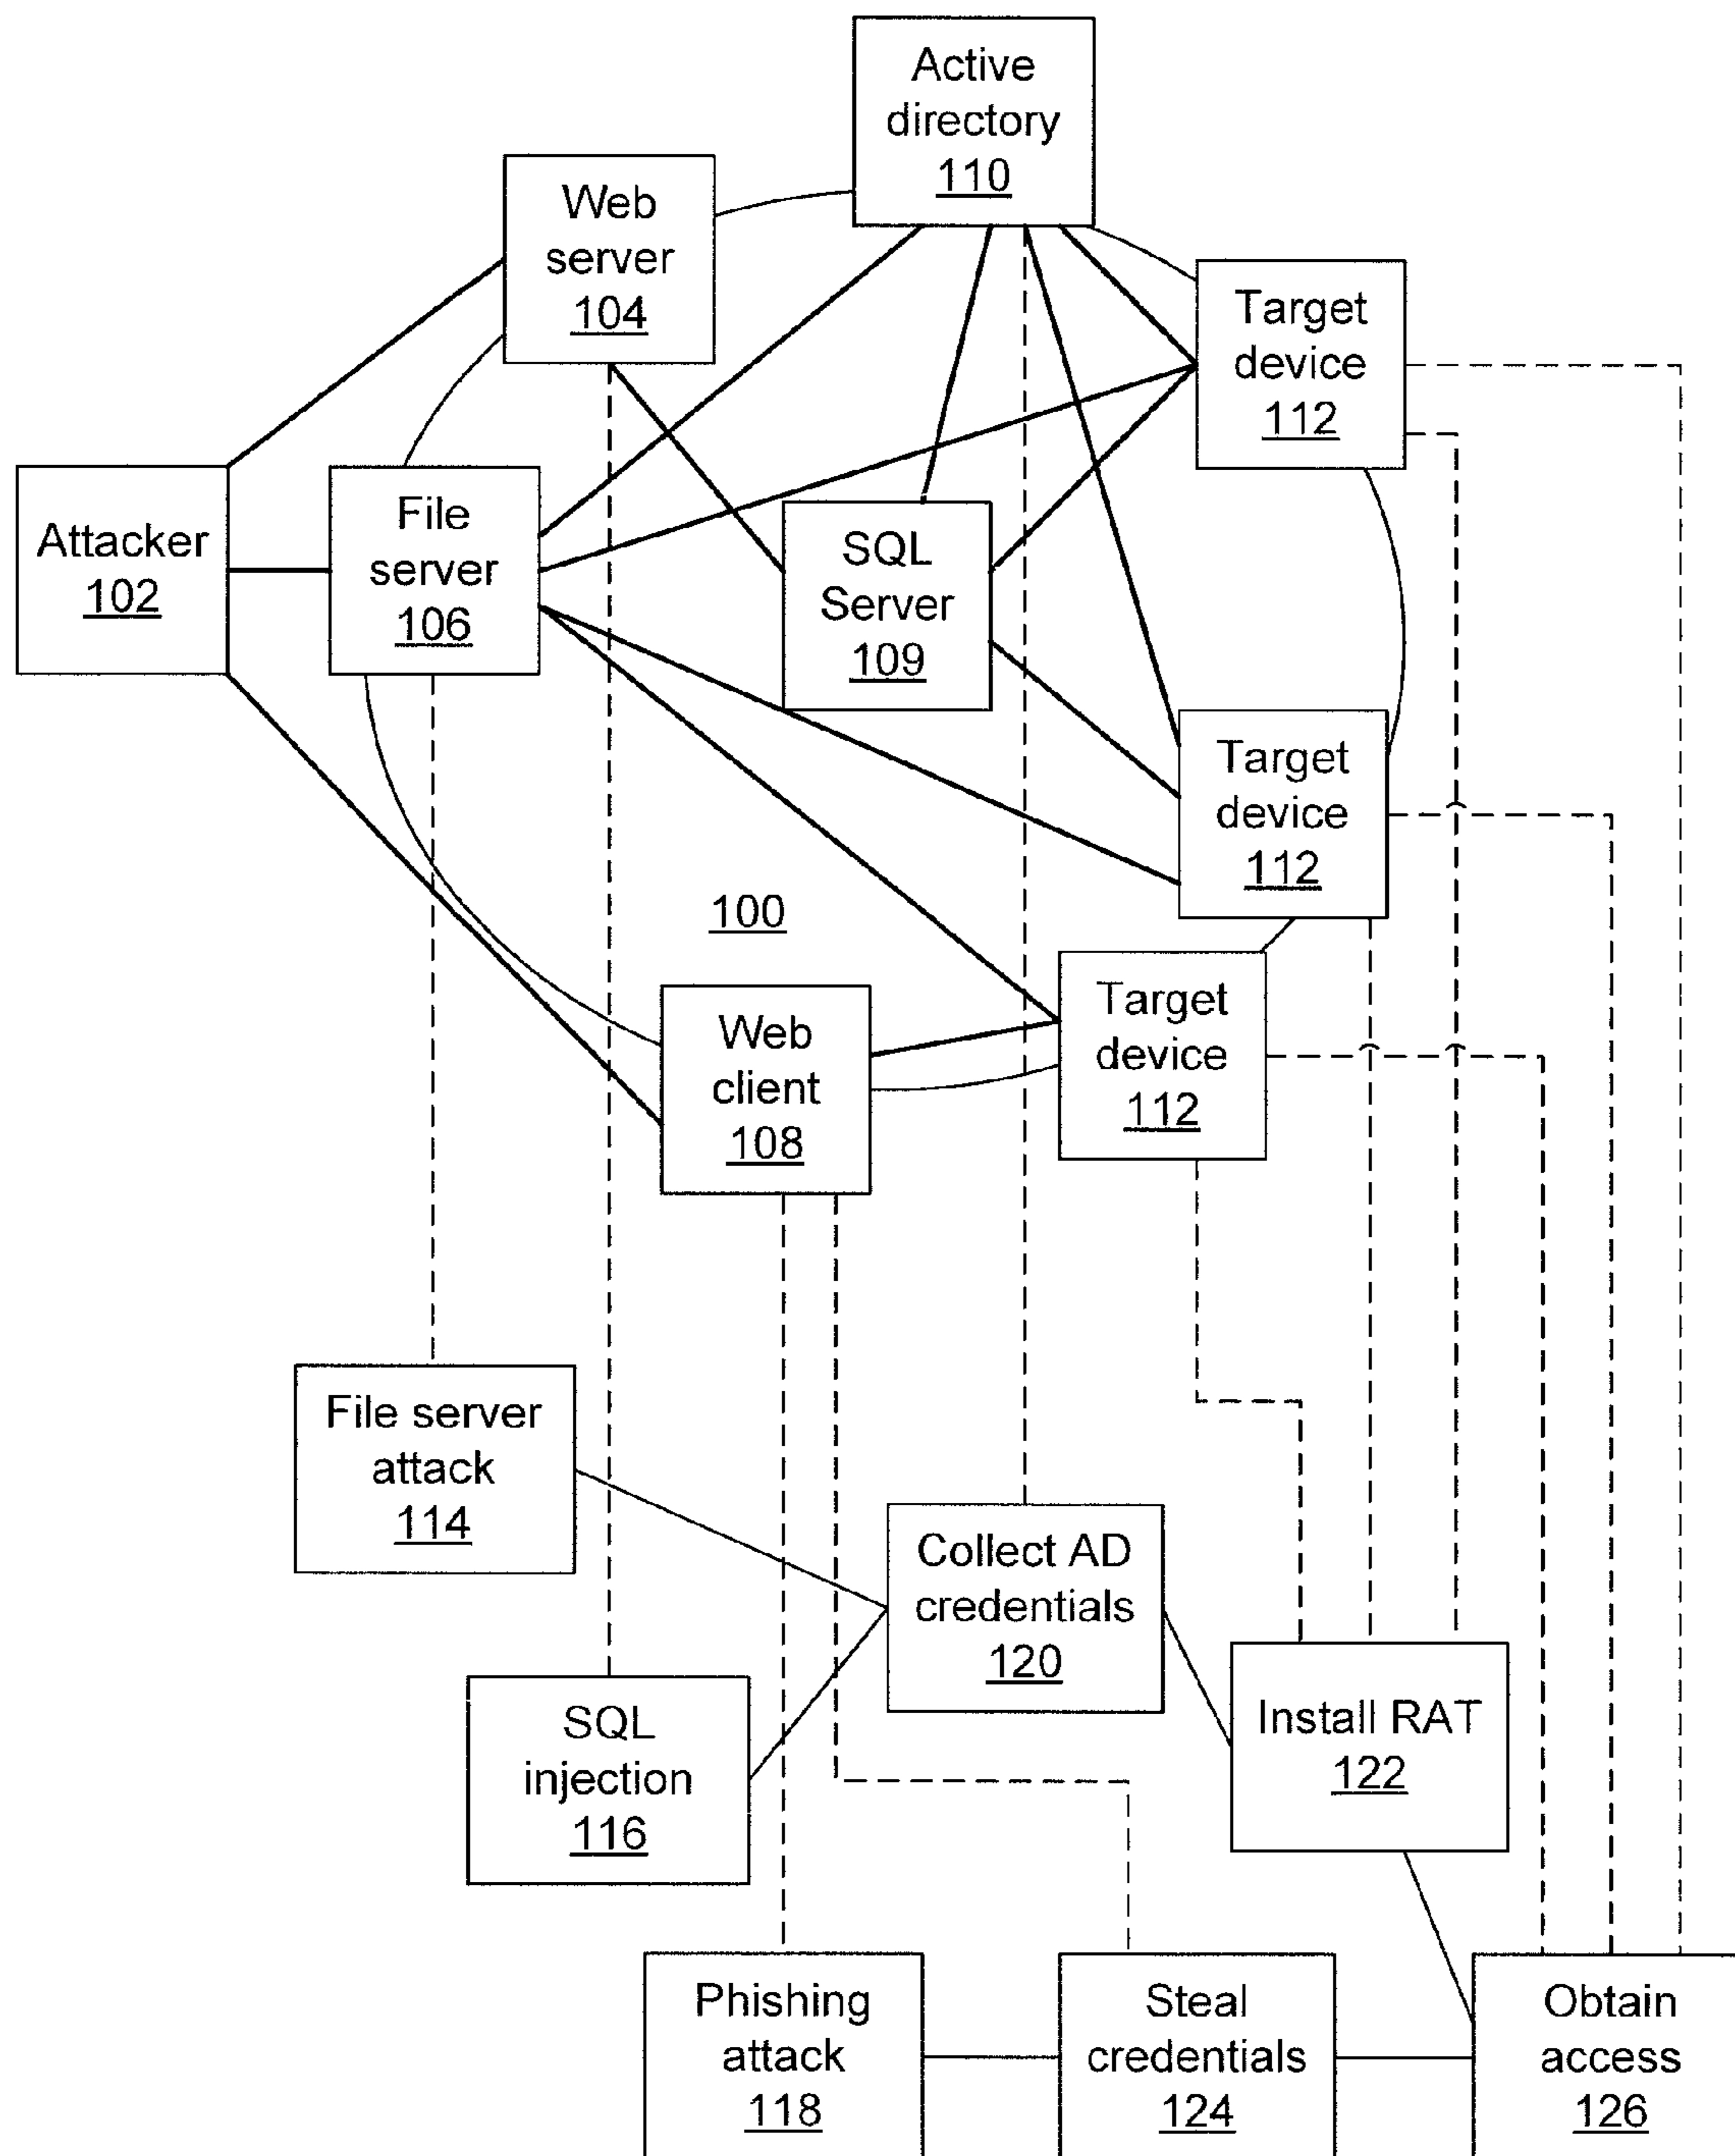 Active
directory
110
Web
server
104
Target
device
112
Attacker
102
File
server
106
SQL
Server
109
Target
device
112
100
Target
device
112
Web
client
108
File server
attack
114
Collect AD
credentials
120
Install RAT
122
SQL
injection
116
Phishing
attack
118
Steal
credentials
124
Obtain
access
126